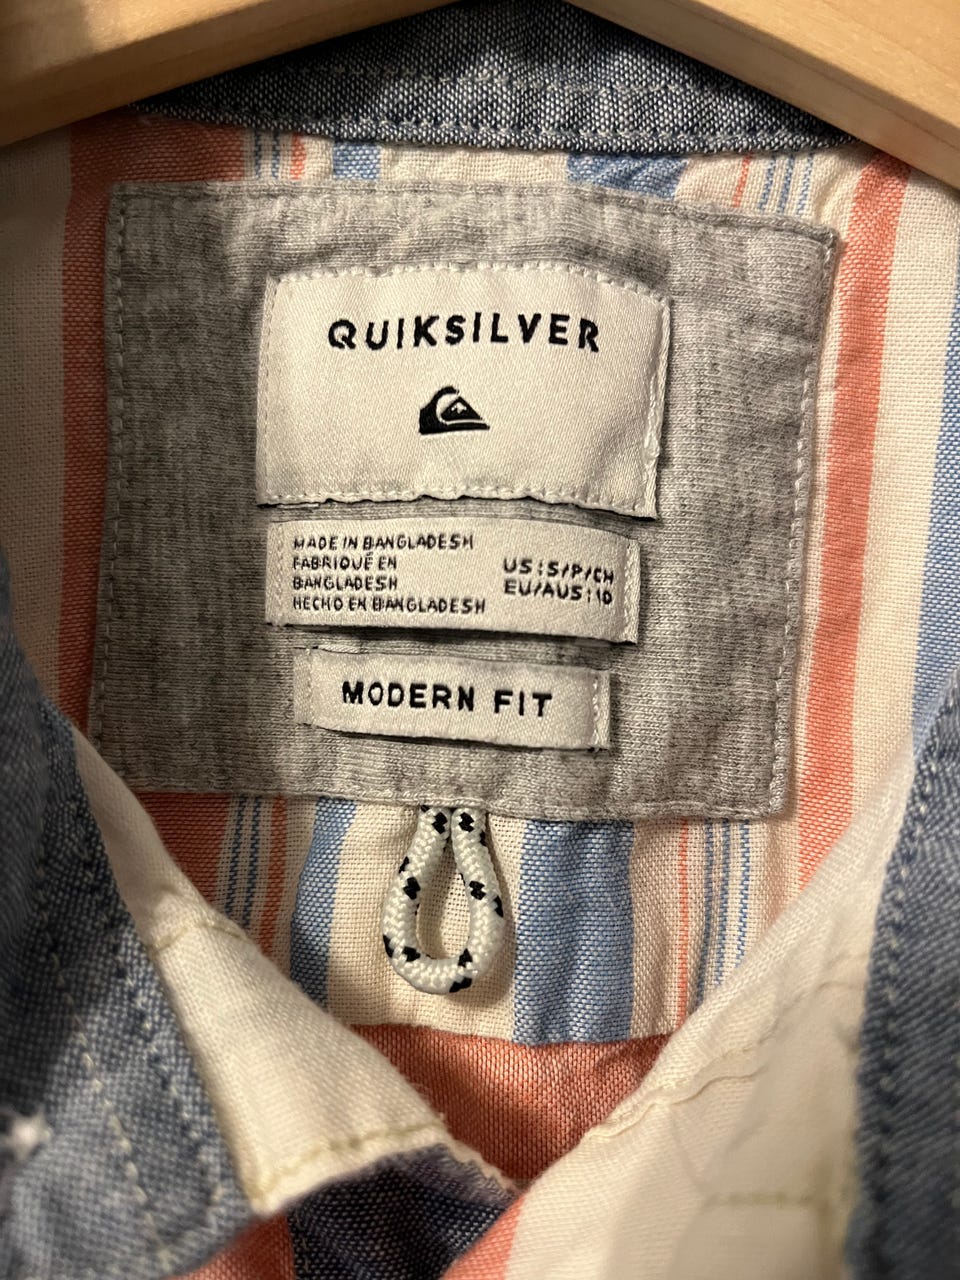 QUIKSILVER
MADE IN BANGLADESH
FABRIQUÉ EN
BANGLADESH
HECHO EN BANGLADESH
US:S/P/CH
EU/AUS:10
MODERN FIT